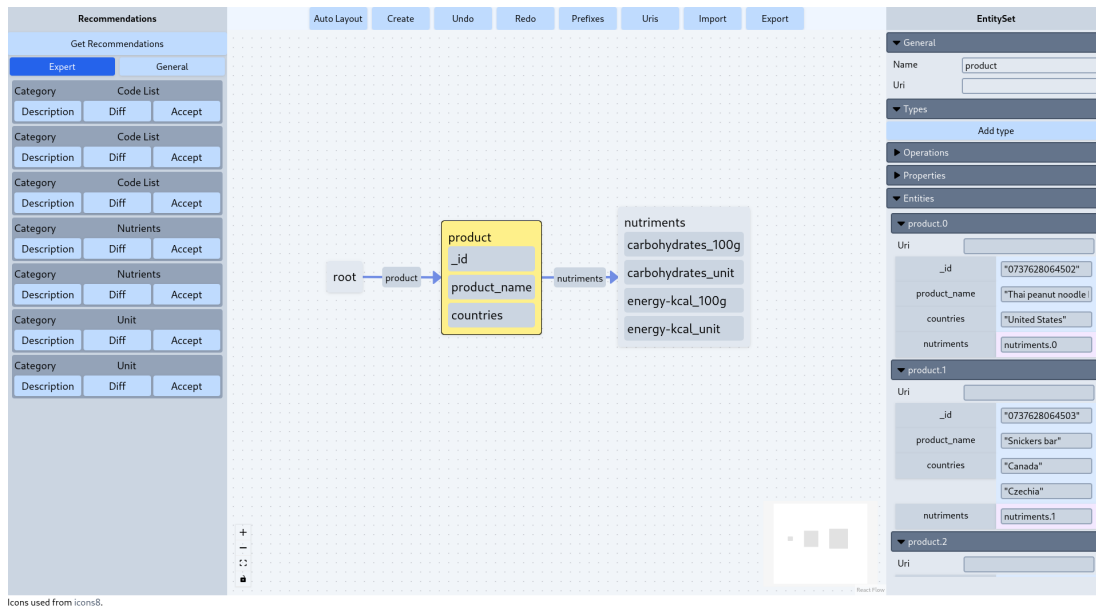 Recommendations
Get Recommendations
Expert General
Category Code List
Description Diff Accept
Category Code List
Description Diff Accept
Category Code List
Description Diff Accept
Category Nutrients
Description Diff Accept
Category Nutrients
Description Diff Accept
Category Unit
Description Diff Accept
Category Unit
Description Diff Accept
Auto Layout Create Undo Redo Prefixes Uris Import Export
root
product
product
_id
product_name
countries
nutriments
nutriments
carbohydrates_100g
carbohydrates_unit
energy-kcal_100g
energy-kcal_unit
React Flow
EntitySet
General
Name product
Uri
Types
Add type
Operations
Properties
Entities
product.0
Uri
_id "0737628064502"
product_name "Thai peanut noodle
countries "United States"
nutriments nutriments.0
product.1
Uri
_id "0737628064503"
product_name "Snickers bar"
countries "Canada"
"Czechia"
nutriments nutriments.1
product.2
Uri
Icons used from icons8.